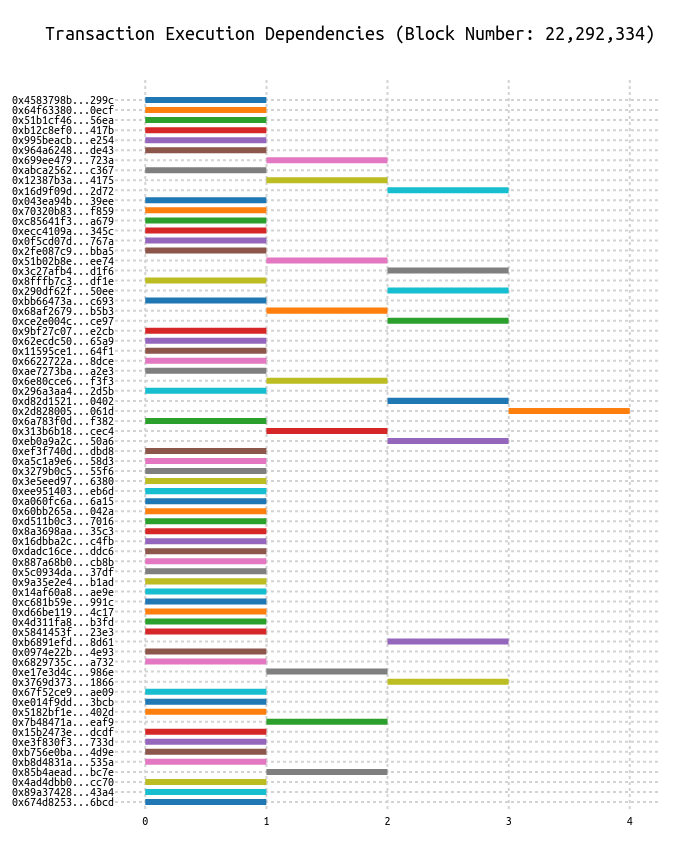 Transaction Execution Dependencies (Block Number: 22,292,334)
0x4583798b...299c
0x64f63380...0ecf
0x51b1cf46...56ea
0xb12c8ef0...417b
0x995beacb...e254
0x964a6248...de43
0x699ee479...723a
0xabca2562...c367
0x12387b3a...4175
0x16d9f09d...2d72
0x043ea94b...39ee
0x70320b83...f859
0xc85641f3...a679
0xecc4109a...345c
0x0f5cd07d...767a
0x2fe087c9...bba5
0x51b02b8e...ee74
0x3c27afb4...d1f6
0x8fffb7c3...df1e
0x290df62f...50ee
0xbb66473a...c693
0x68af2679...b5b3
0xce2e004c...ce97
0x9bf27c07...e2cb
0x62ecdc50...65a9
0x11595ce1...64f1
0x6622722a...8dce
0xae7273ba...a2e3
0x6e80cce6...f3f3
0x296a3aa4...2d5b
0xd82d1521...0402
0x2d828005...061d
0x6a783f0d...f382
0x313b6b18...cec4
0xeb0a9a2c...50a6
0xef3f740d...dbd8
0xa5c1a9e6...58d3
0x3279b0c5...55f6
0x3e5eed97...6380
0xee951403...eb6d
0xa060fc6a...6a15
0x60bb265a...042a
0xd511b0c3...7016
0x8a3698aa...35c3
0x16dbba2c...c4fb
0xdadc16ce...ddc6
0x887a68b0...cb8b
0x5c0934da...37df
0x9a35e2e4...b1ad
0x14af60a8...ae9e
0xc681b59e...991c
0xd66be119...4c17
0x4d311fa8...b3fd
0x5841453f...23e3
0xb6891efd...8d61
0x0974e22b...4e93
0x6829735c...a732
0xe17e3d4c...986e
0x3769d373...1866
0x67f52ce9...ae09
0xe014f9dd...3bcb
0x5182bf1e...402d
0x7b48471a...eaf9
0x15b2473e...dcdf
0xe3f830f3...733d
0xb756e0ba...4d9e
0xb8d4831a...535a
0x85b4aead...bc7e
0x4ad4dbb0...cc70
0x89a37428...43a4
0x674d8253...6bcd
0 1 2 3 4